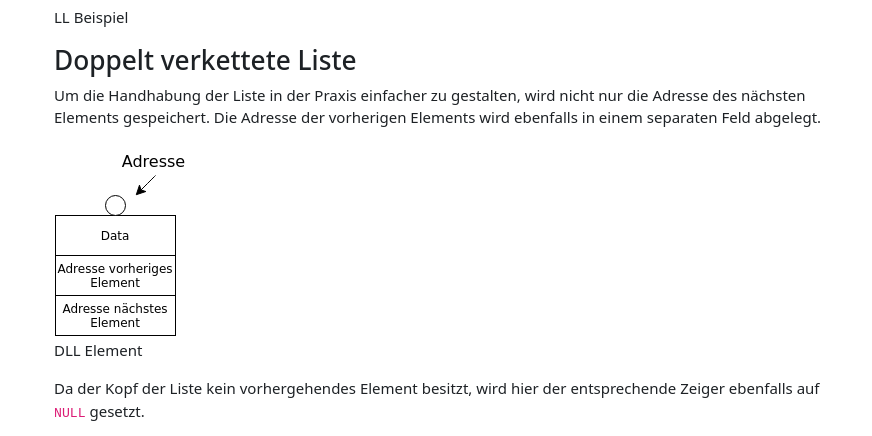 LL Beispiel
Doppelt verkettete Liste
Um die Handhabung der Liste in der Praxis einfacher zu gestalten, wird nicht nur die Adresse des nächsten
Elements gespeichert. Die Adresse der vorherigen Elements wird ebenfalls in einem separaten Feld abgelegt.
Adresse
Data
Adresse vorheriges
Element
Adresse nächstes
Element
DLL Element
Da der Kopf der Liste kein vorhergehendes Element besitzt, wird hier der entsprechende Zeiger ebenfalls auf
NULL gesetzt.